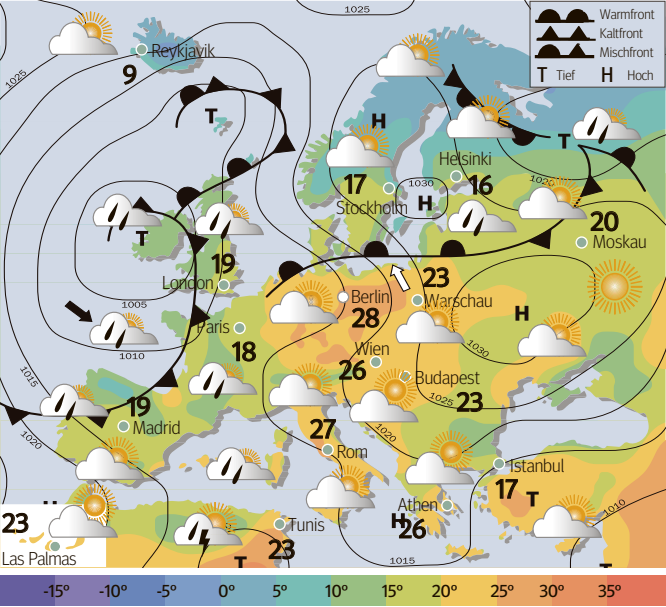 1025
Warmfront
Kaltfront
Mischfront
T Tief H Hoch
Reykjavik
9
1025
T
H
T
Helsinki
16
1020
17
Stockholm
1030
H
20
Moskau
T
19
London
1005
1010
Berlin
28
23
Warschau
H
Paris
18
Wien
26
1030
Budapest
23
1025
1015
1020
19
Madrid
1020
27
Rom
Istanbul
17 T
1010
Athen
H
26
H
23
Las Palmas
Tunis
23
T
1015
T
-15° -10° -5° 0° 5° 10° 15° 20° 25° 30° 35°